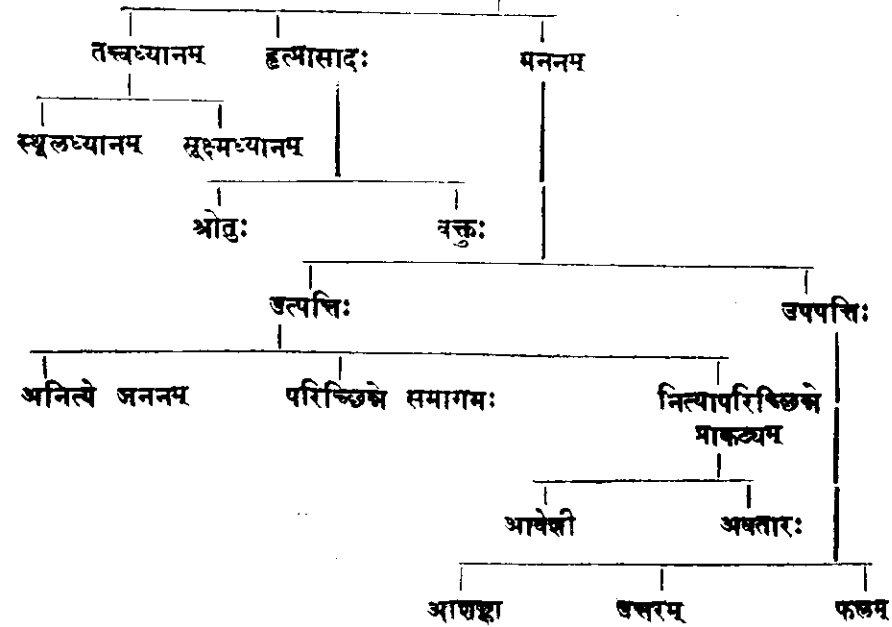 तत्त्वध्यानम् हृत्प्रासादः मननम्
स्थूलध्यानम् सूक्ष्मध्यानम्
श्रोतुः वक्तुः
उत्पत्तिः उपपत्तिः
अनित्ये जननम् परिच्छिन्ने समागमः नित्यापरिच्छिन्ने
प्राकट्यम्
आवेशी अवतारः
आशङ्का उत्तरम् फलम्